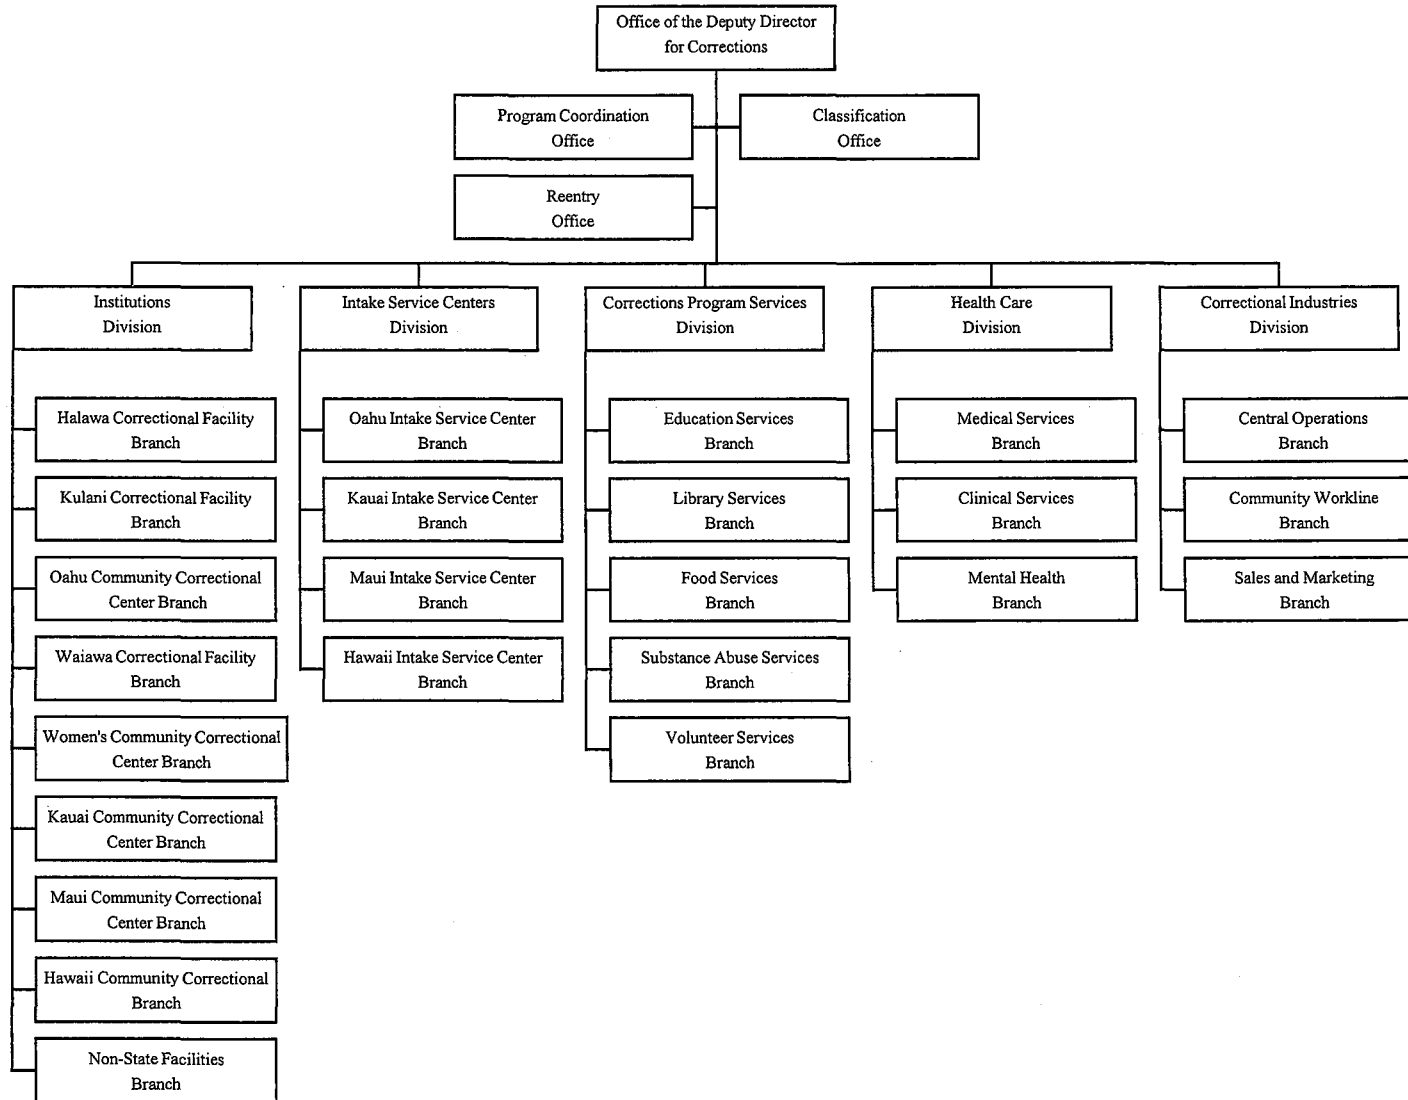 Office of the Deputy Director
for Corrections
Program Coordination
Office
Classification
Office
Reentry
Office
Institutions
Division
Intake Service Centers
Division
Corrections Program Services
Division
Health Care
Division
Correctional Industries
Division
Halawa Correctional Facility
Branch
Kulani Correctional Facility
Branch
Oahu Community Correctional
Center Branch
Waiawa Correctional Facility
Branch
Women's Community Correctional
Center Branch
Kauai Community Correctional
Center Branch
Maui Community Correctional
Center Branch
Hawaii Community Correctional
Branch
Non-State Facilities
Branch
Oahu Intake Service Center
Branch
Kauai Intake Service Center
Branch
Maui Intake Service Center
Branch
Hawaii Intake Service Center
Branch
Education Services
Branch
Library Services
Branch
Food Services
Branch
Substance Abuse Services
Branch
Volunteer Services
Branch
Medical Services
Branch
Clinical Services
Branch
Mental Health
Branch
Central Operations
Branch
Community Workline
Branch
Sales and Marketing
Branch